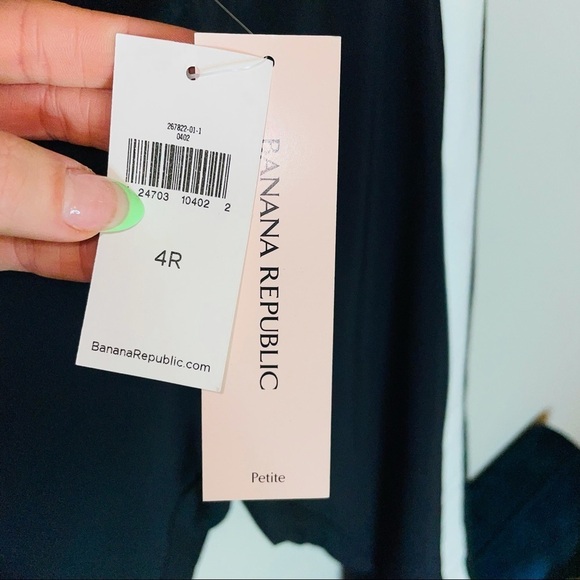 267822-01-1
0402
24703 10402 2
4R
BananaRepublic.com
BANANA REPUBLIC
Petite